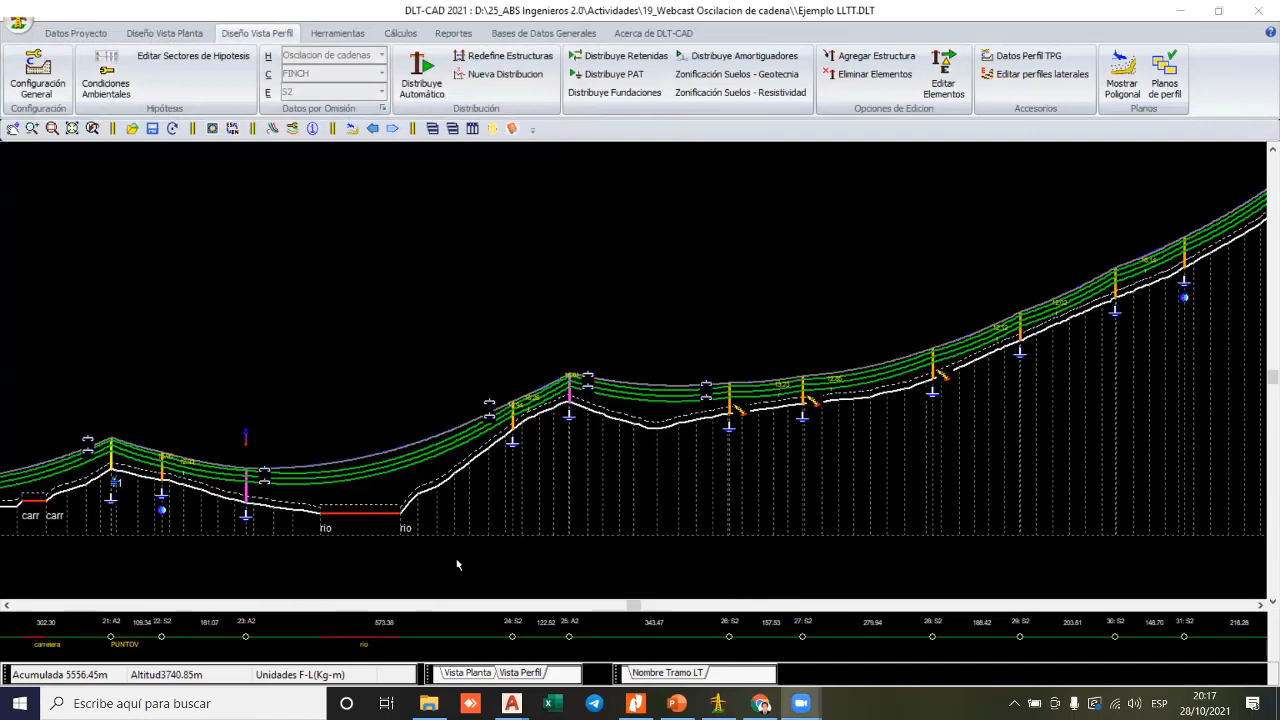 DLT-CAD 2021 : D:\25_ABS Ingenieros 2.0\Actividades\19_Webcast Oscilacion de cadena\\Ejemplo LLTT.DLT
Datos Proyecto
Diseño Vista Planta
Diseño Vista Perfil
Herramientas
Cálculos
Reportes
Bases de Datos Generales
Acerca de DLT-CAD
Configuración General
Configuración
Condiciones Ambientales
Editar Sectores de Hipotesis
Hipótesis
H Oscilacion de cadenas
C FINCH
E S2
Datos por Omisión
Distribuye Automático
Redefine Estructuras
Nueva Distribucion
Distribución
Distribuye Retenidas
Distribuye PAT
Distribuye Fundaciones
Distribuye Amortiguadores
Zonificación Suelos - Geotecnia
Zonificación Suelos - Resistividad
Agregar Estructura
Eliminar Elementos
Editar Elementos
Opciones de Edicion
Datos Perfil TPG
Editar perfiles laterales
Accesorios
Mostrar Poligonal
Planos de perfil
Planos
carr carr
rio rio
302.30 21: A2 109.34 22: S2 181.07 23: A2 573.38 24: S2 122.52 25: A2 343.47 26: S2 157.53 27: S2 279.94 28: S2 188.42 29: S2 203.81 30: S2 148.70 31: S2 218.28
carretera PUNTOV rio
Acumulada 5556.45m
Altitud3740.85m
Unidades F-L(Kg-m)
Vista Planta
Vista Perfil
Nombre Tramo LT
Escribe aquí para buscar
ESP
20:17
28/10/2021